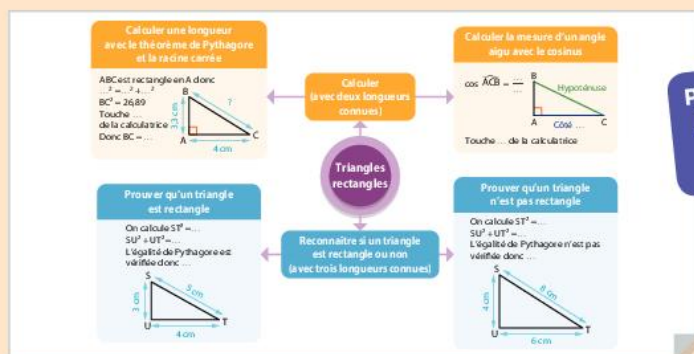 Calculer une longueur
avec le théorème de Pythagore
et la racine carrée
ABC est rectangle en A donc
...² = ...² + ...²
BC² = 26,89
Touche ...
de la calculatrice
Donc BC = ...
B
?
3,3 cm
A
C
4 cm
Calculer
(avec deux longueurs
connues)
Calculer la mesure d'un angle
aigu avec le cosinus
cos ACB = ... / ...
B
Hypoténuse
A
C
Côté ...
Touche ... de la calculatrice
Triangles
rectangles
Prouver qu'un triangle
est rectangle
On calcule ST² = ...
SU² + UT² = ...
L'égalité de Pythagore est
vérifiée donc ...
S
5 cm
3 cm
U
T
4 cm
Reconnaître si un triangle
est rectangle ou non
(avec trois longueurs connues)
Prouver qu'un triangle
n'est pas rectangle
On calcule ST² = ...
SU² + UT² = ...
L'égalité de Pythagore n'est pas
vérifiée donc ...
S
8 cm
4 cm
U
T
6 cm
P